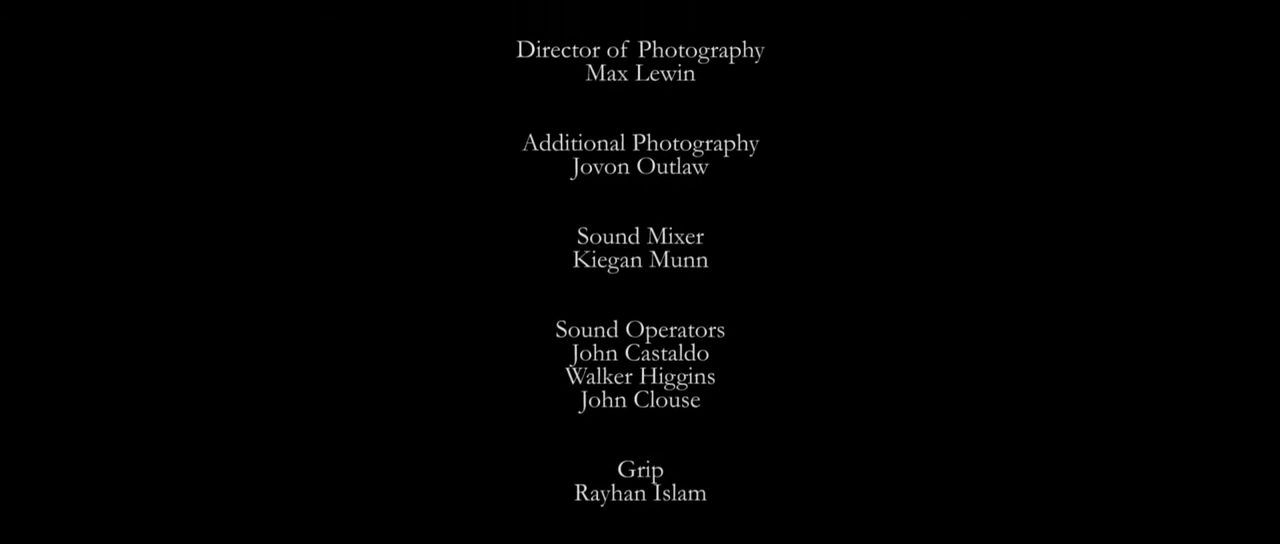 Director of Photography
Max Lewin
Additional Photography
Jovon Outlaw
Sound Mixer
Kiegan Munn
Sound Operators
John Castaldo
Walker Higgins
John Clouse
Grip
Rayhan Islam